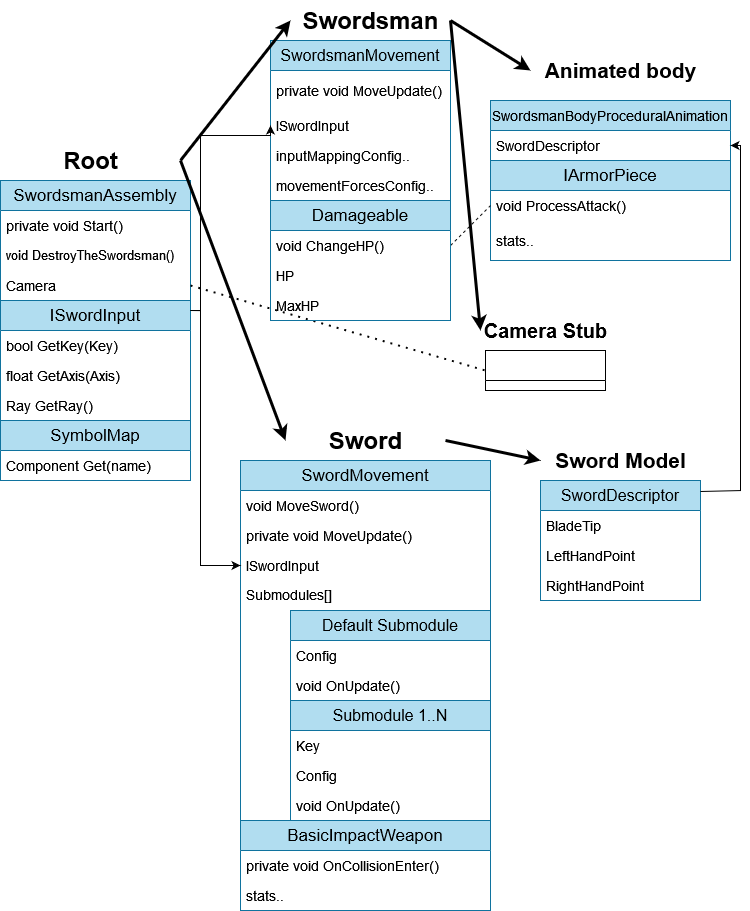 Swordsman
SwordsmanMovement
private void MoveUpdate()
ISwordInput
inputMappingConfig..
movementForcesConfig..
Damageable
void ChangeHP()
HP
MaxHP
Animated body
SwordsmanBodyProceduralAnimation
SwordDescriptor
IArmorPiece
void ProcessAttack()
stats..
Root
SwordsmanAssembly
private void Start()
void DestroyTheSwordsman()
Camera
ISwordInput
bool GetKey(Key)
float GetAxis(Axis)
Ray GetRay()
SymbolMap
Component Get(name)
Camera Stub
Sword
SwordMovement
void MoveSword()
private void MoveUpdate()
ISwordInput
Submodules[]
Default Submodule
Config
void OnUpdate()
Submodule 1..N
Key
Config
void OnUpdate()
BasicImpactWeapon
private void OnCollisionEnter()
stats..
Sword Model
SwordDescriptor
BladeTip
LeftHandPoint
RightHandPoint